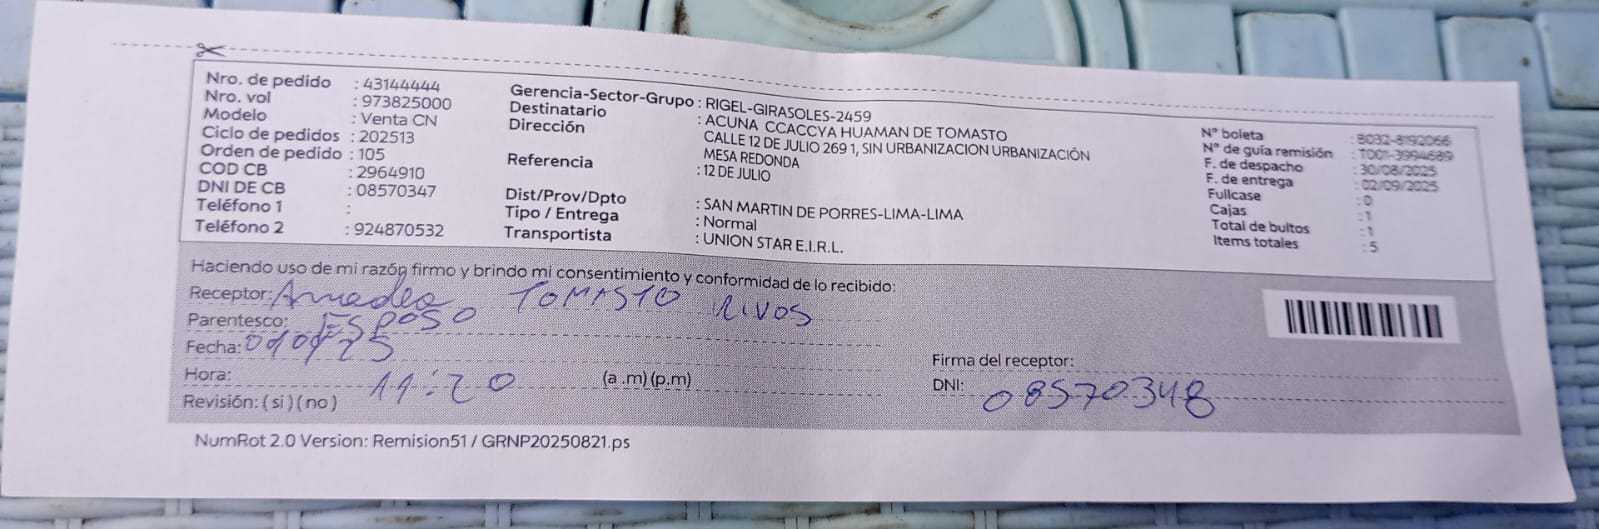 Nro. de pedido : 43144444
Nro. vol : 973825000
Modelo : Venta CN
Ciclo de pedidos : 202513
Orden de pedido : 105
COD CB : 2964910
DNI DE CB : 08570347
Teléfono 1 :
Teléfono 2 : 924870532
Gerencia-Sector-Grupo : RIGEL-GIRASOLES-2459
Destinatario : ACUNA CCACCYA HUAMAN DE TOMASTO
Dirección CALLE 12 DE JULIO 269 1, SIN URBANIZACION URBANIZACIÓN
MESA REDONDA
Referencia : 12 DE JULIO
Dist/Prov/Dpto : SAN MARTIN DE PORRES-LIMA-LIMA
Tipo / Entrega : Normal
Transportista : UNION STAR E.I.R.L.
N° boleta : B032-8192066
N° de guía remisión : T001-3994689
F. de despacho : 30/08/2025
F. de entrega : 02/09/2025
Fullcase : 0
Cajas : 1
Total de bultos : 1
Items totales : 5
Haciendo uso de mi razón firmo y brindo mi consentimiento y conformidad de lo recibido:
Receptor: Amadeo TOMASTO RIVOS
Parentesco: ESPOSO
Fecha:
Hora: 11:20 (a .m) (p.m)
Revisión: ( si ) ( no )
Firma del receptor:
DNI: 08570348
NumRot 2.0 Version: Remision51 / GRNP20250821.ps